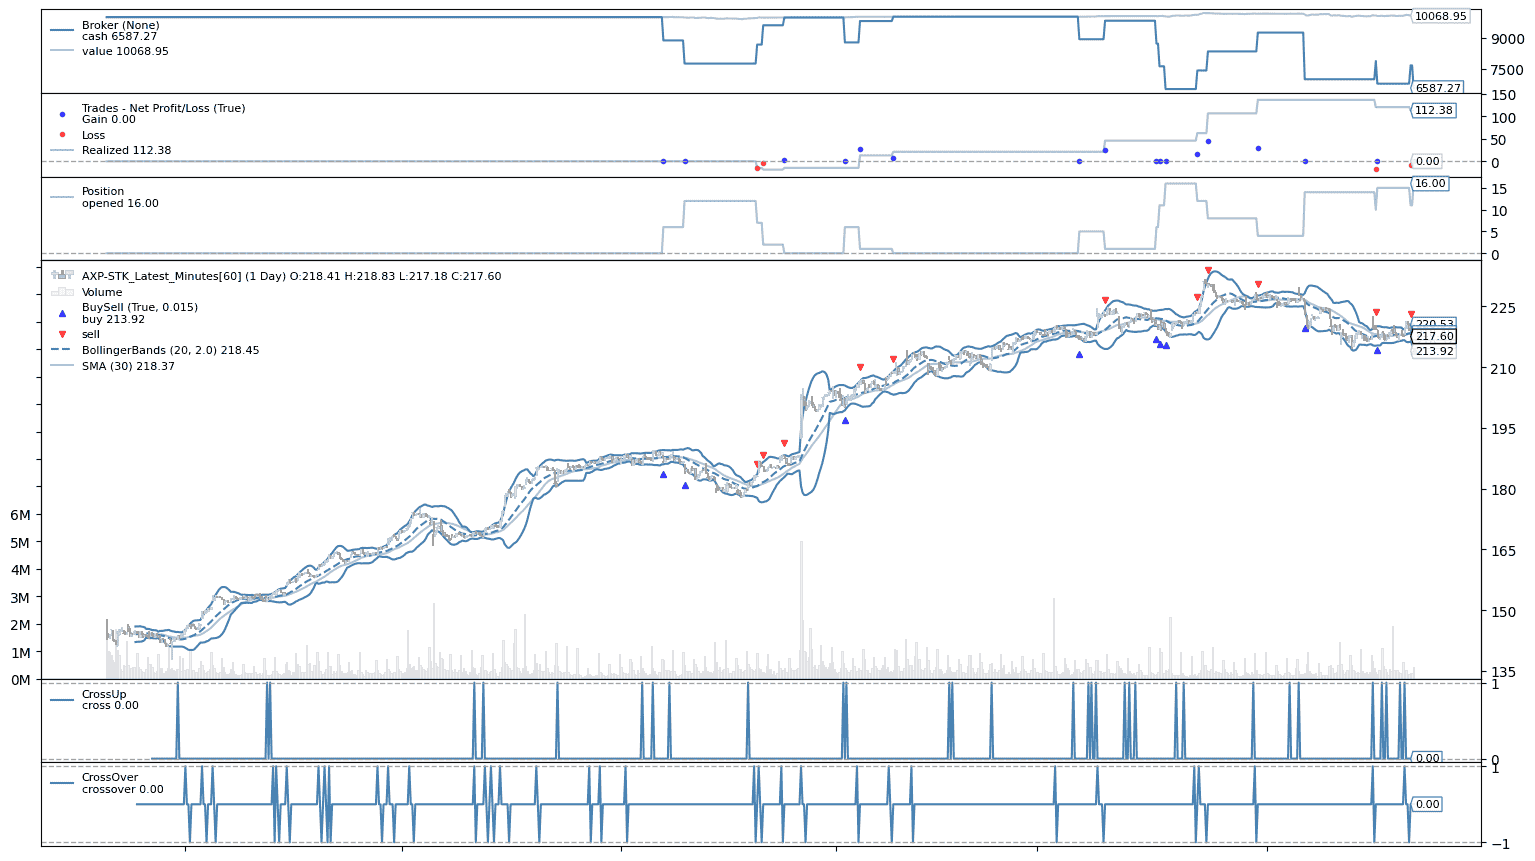 Broker (None)
cash 6587.27
value 10068.95
10068.95
9000
7500
6587.27
Trades - Net Profit/Loss (True)
Gain 0.00
Loss
Realized 112.38
150
112.38
100
50
0.00
0
Position
opened 16.00
16.00
15
10
5
0
AXP-STK_Latest_Minutes[60] (1 Day) O:218.41 H:218.83 L:217.18 C:217.60
Volume
BuySell (True, 0.015)
buy 213.92
sell
BollingerBands (20, 2.0) 218.45
SMA (30) 218.37
225
220.53
217.60
213.92
210
195
180
165
150
135
6M
5M
4M
3M
2M
1M
0M
CrossUp
cross 0.00
1
0.00
0
CrossOver
crossover 0.00
1
0.00
−1